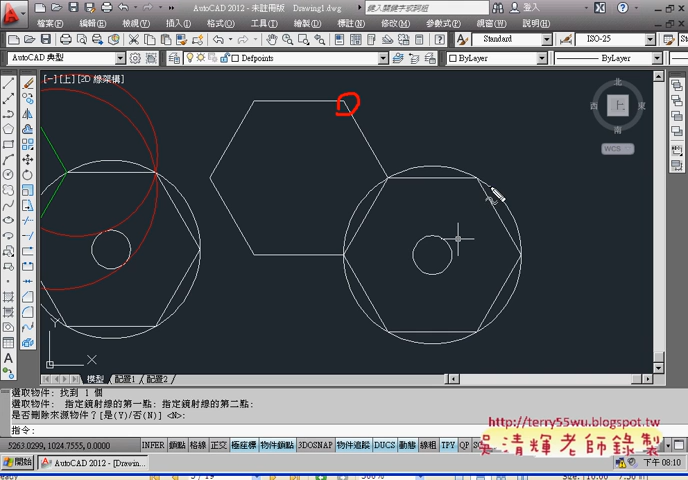 AutoCAD 2012 - 未註冊版 Drawing1.dwg
鍵入關鍵字或片語
登入
檔案(F) 編輯(E) 檢視(V) 插入(I) 格式(O) 工具(T) 繪製(D) 標註(N) 修改(M) 參數式(P) 視窗(W) 說明(H)
Standard ISO-25
AutoCAD 典型 Defpoints ByLayer ByLayer
[-] [上] [2D 線架構]
北
西 上 東
南
WCS
Y
X
模型 配置1 配置2
選取物件: 找到 1 個
選取物件: 指定鏡射線的第一點: 指定鏡射線的第二點:
是否刪除來源物件? [是(Y)/否(N)] <N>:
指令:
http://terry55wu.blogspot.tw
吳清輝老師錄製
5263.0299, 1024.7555, 0.0000 INFER 鎖點 格線 正交 極座標 物件鎖點 3DOSNAP 物件追蹤 DUCS 動態 線粗 TPY QP
開始 AutoCAD 2012 - [Drawin... 下午 08:10